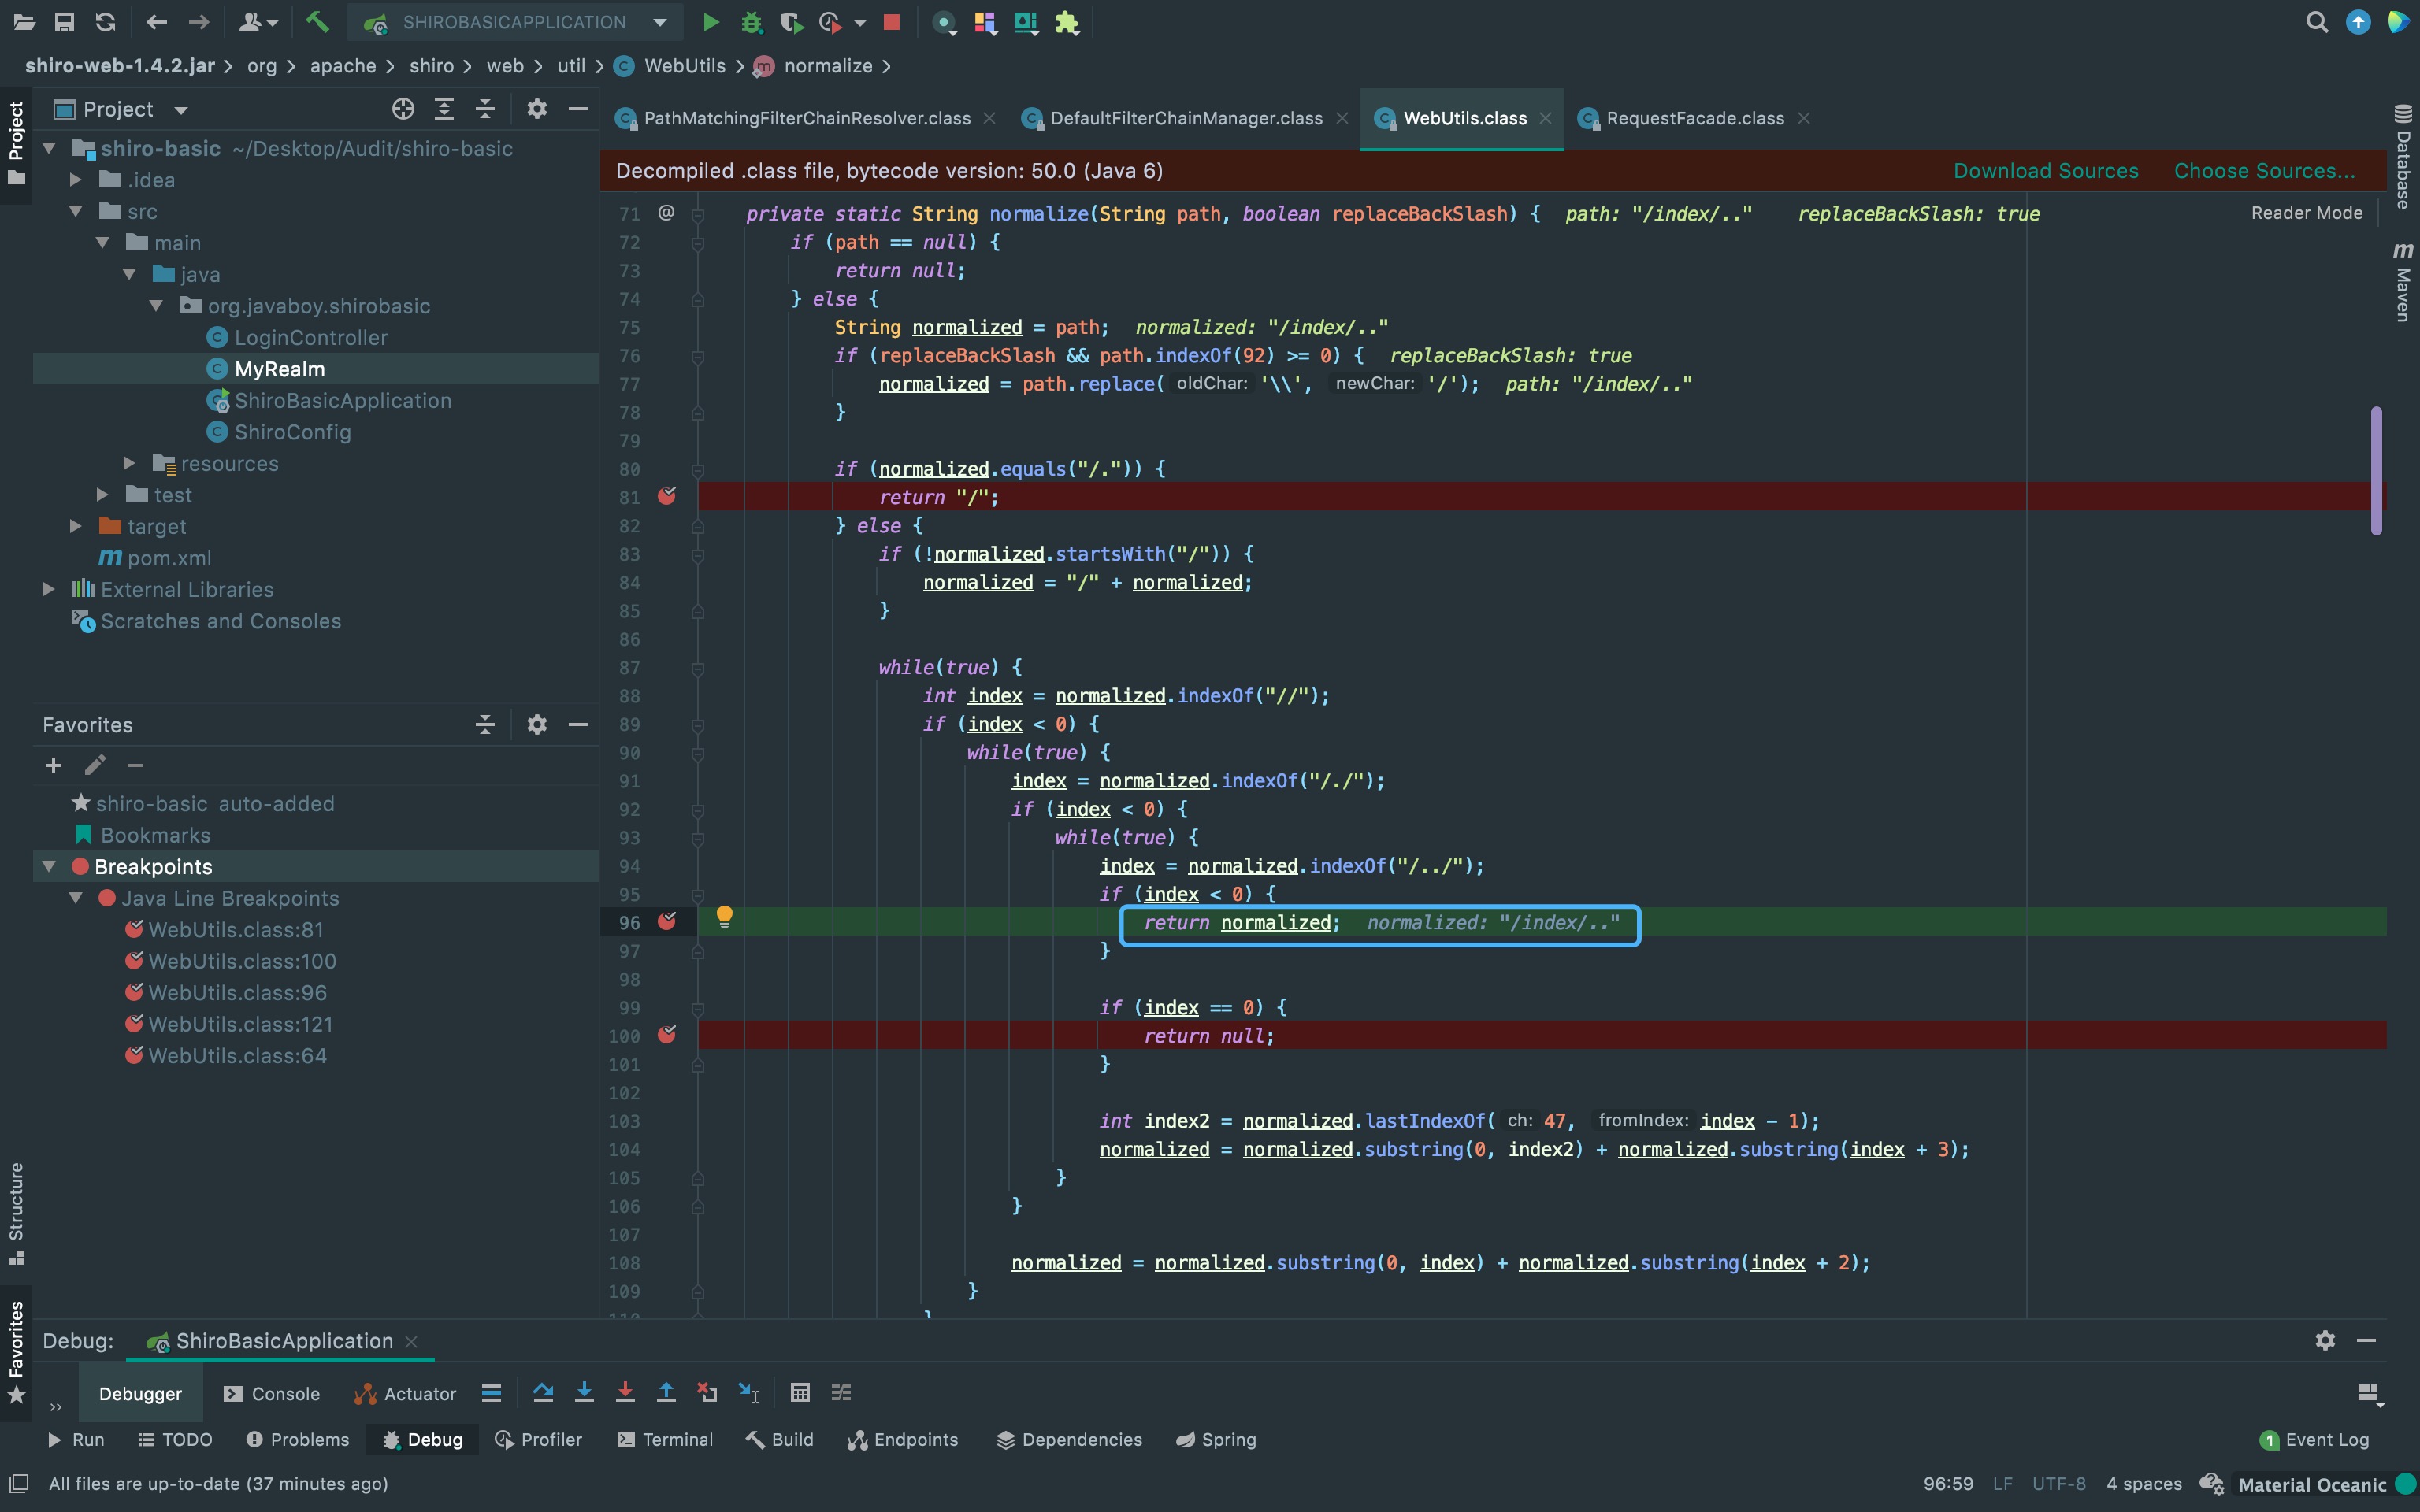 SHIROBASICAPPLICATION
shiro-web-1.4.2.jar org apache shiro web util WebUtils normalize
Project
PathMatchingFilterChainResolver.class DefaultFilterChainManager.class WebUtils.class RequestFacade.class
Decompiled .class file, bytecode version: 50.0 (Java 6) Download Sources Choose Sources...
Reader Mode
Project
Structure
Favorites
Database
Maven
shiro-basic ~/Desktop/Audit/shiro-basic
.idea
src
main
java
org.javaboy.shirobasic
LoginController
MyRealm
ShiroBasicApplication
ShiroConfig
resources
test
target
pom.xml
External Libraries
Scratches and Consoles
Favorites
shiro-basic auto-added
Bookmarks
Breakpoints
Java Line Breakpoints
WebUtils.class:81
WebUtils.class:100
WebUtils.class:96
WebUtils.class:121
WebUtils.class:64
71 @ private static String normalize(String path, boolean replaceBackSlash) { path: "/index/.." replaceBackSlash: true
72 if (path == null) {
73 return null;
74 } else {
75 String normalized = path; normalized: "/index/.."
76 if (replaceBackSlash && path.indexOf(92) >= 0) { replaceBackSlash: true
77 normalized = path.replace( oldChar: '\\', newChar: '/'); path: "/index/.."
78 }
79
80 if (normalized.equals("/.")) {
81 return "/";
82 } else {
83 if (!normalized.startsWith("/")) {
84 normalized = "/" + normalized;
85 }
86
87 while(true) {
88 int index = normalized.indexOf("//");
89 if (index < 0) {
90 while(true) {
91 index = normalized.indexOf("/./");
92 if (index < 0) {
93 while(true) {
94 index = normalized.indexOf("/../");
95 if (index < 0) {
96 return normalized; normalized: "/index/.."
97 }
98
99 if (index == 0) {
100 return null;
101 }
102
103 int index2 = normalized.lastIndexOf( ch: 47, fromIndex: index - 1);
104 normalized = normalized.substring(0, index2) + normalized.substring(index + 3);
105 }
106 }
107
108 normalized = normalized.substring(0, index) + normalized.substring(index + 2);
109 }
110 }
Debug: ShiroBasicApplication
Debugger Console Actuator
Run TODO Problems Debug Profiler Terminal Build Endpoints Dependencies Spring 1 Event Log
All files are up-to-date (37 minutes ago) 96:59 LF UTF-8 4 spaces Material Oceanic